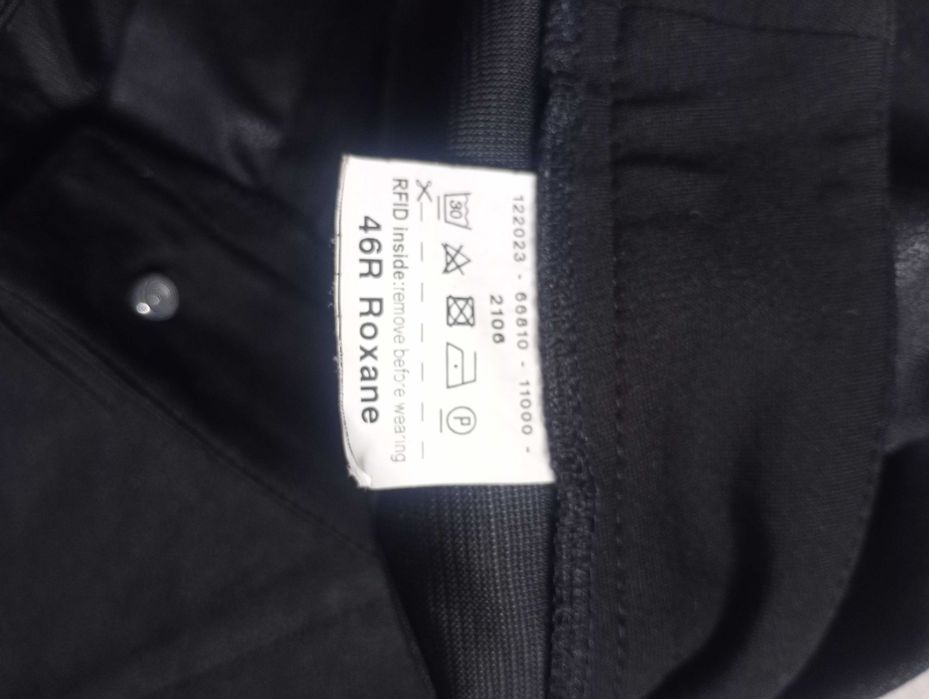 122023 - 66810 - 11000 -
2106
30 P
RFID inside:remove before wearing
46R Roxane